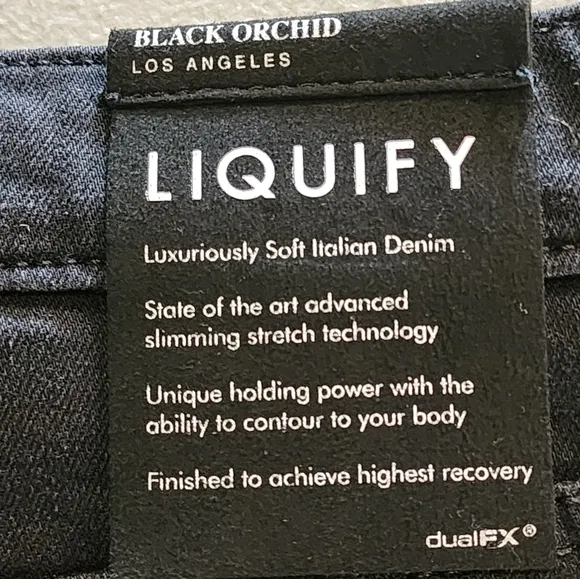 BLACK ORCHID
LOS ANGELES
LIQUIFY
Luxuriously Soft Italian Denim
State of the art advanced
slimming stretch technology
Unique holding power with the
ability to contour to your body
Finished to achieve highest recovery
dualFX®